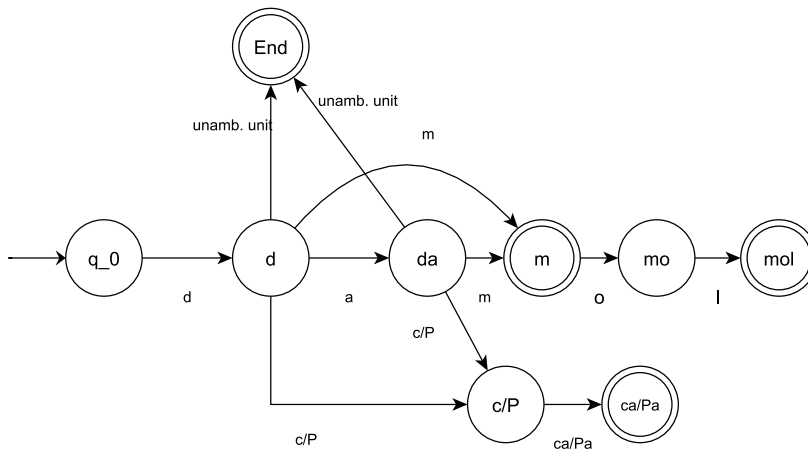 End
unamb. unit
unamb. unit
m
q_0
d
da
m
mo
mol
d
a
m
o
l
c/P
c/P
ca/Pa
c/P
ca/Pa